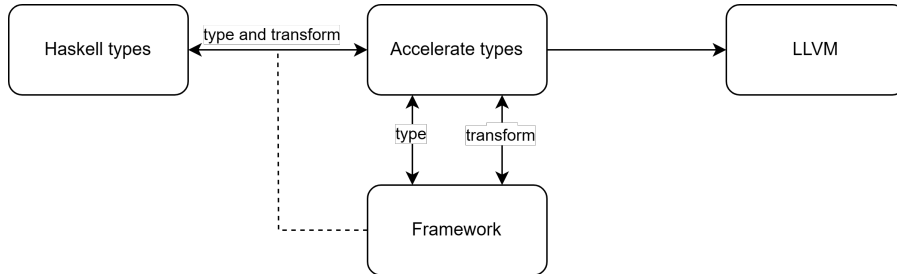 type and transform
Haskell types
Accelerate types
LLVM
type
transform
Framework